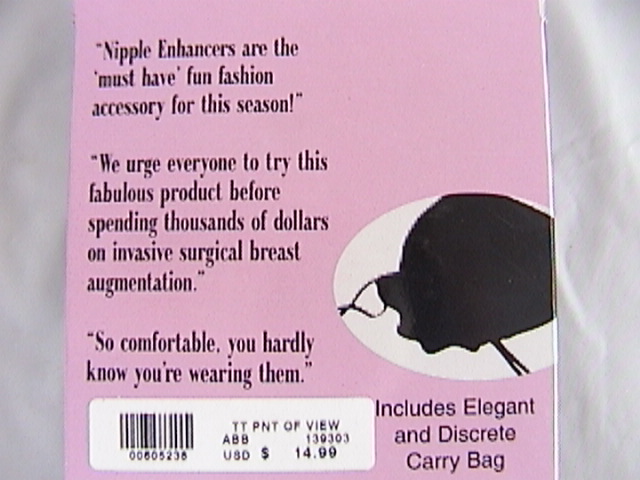 "Nipple Enhancers are the
'must have' fun fashion
accessory for this season!"
"We urge everyone to try this
fabulous product before
spending thousands of dollars
on invasive surgical breast
augmentation."
"So comfortable, you hardly
know you're wearing them."
TT PNT OF VIEW
ABB 139303
00605236 USD $ 14.99
Includes Elegant
and Discrete
Carry Bag